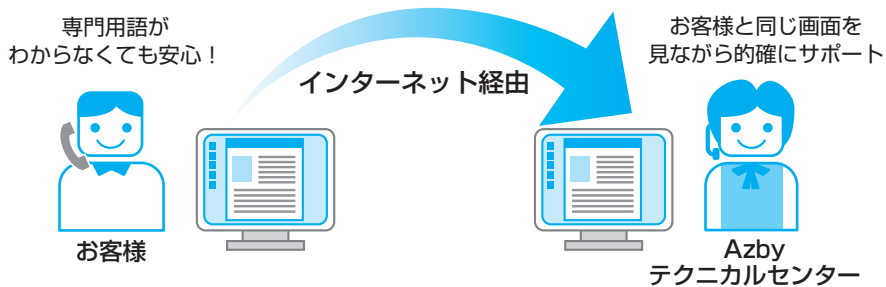 専門用語が
わからなくても安心！
お客様
インターネット経由
お客様と同じ画面を
見ながら的確にサポート
Azby
テクニカルセンター